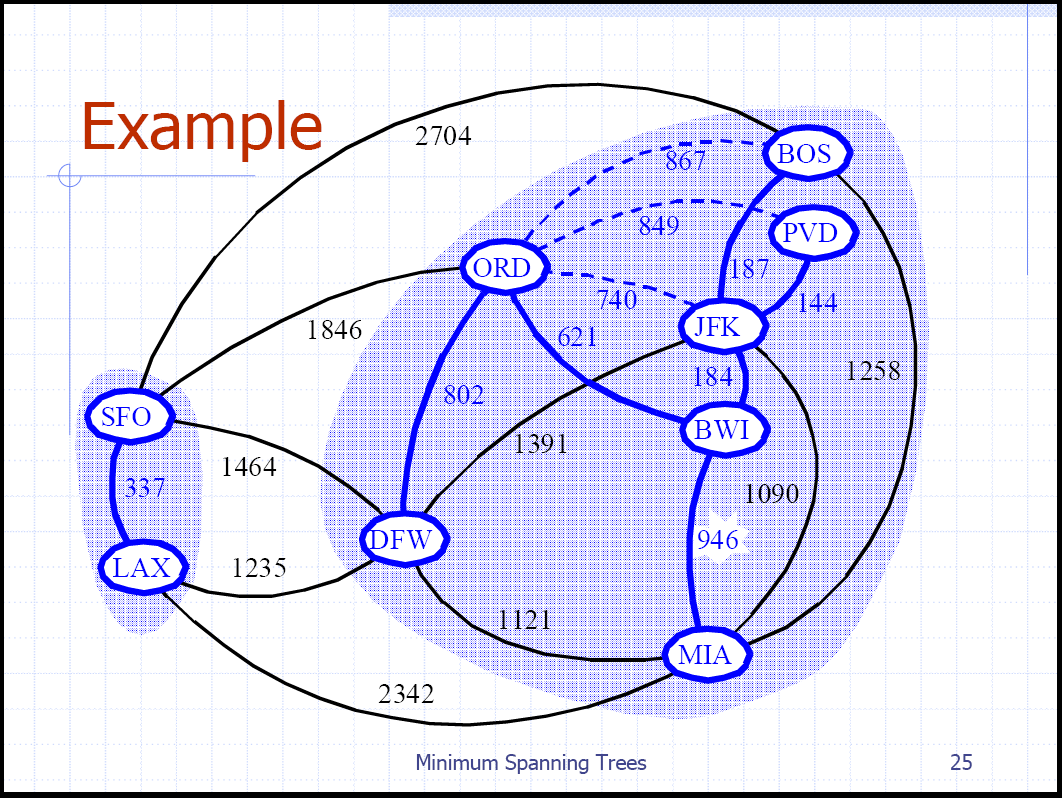 Example
2704
867
BOS
849
PVD
ORD
187
740
144
JFK
1846
621
1258
184
802
SFO
BWI
1391
1464
337
1090
DFW
946
LAX
1235
1121
MIA
2342
Minimum Spanning Trees
25